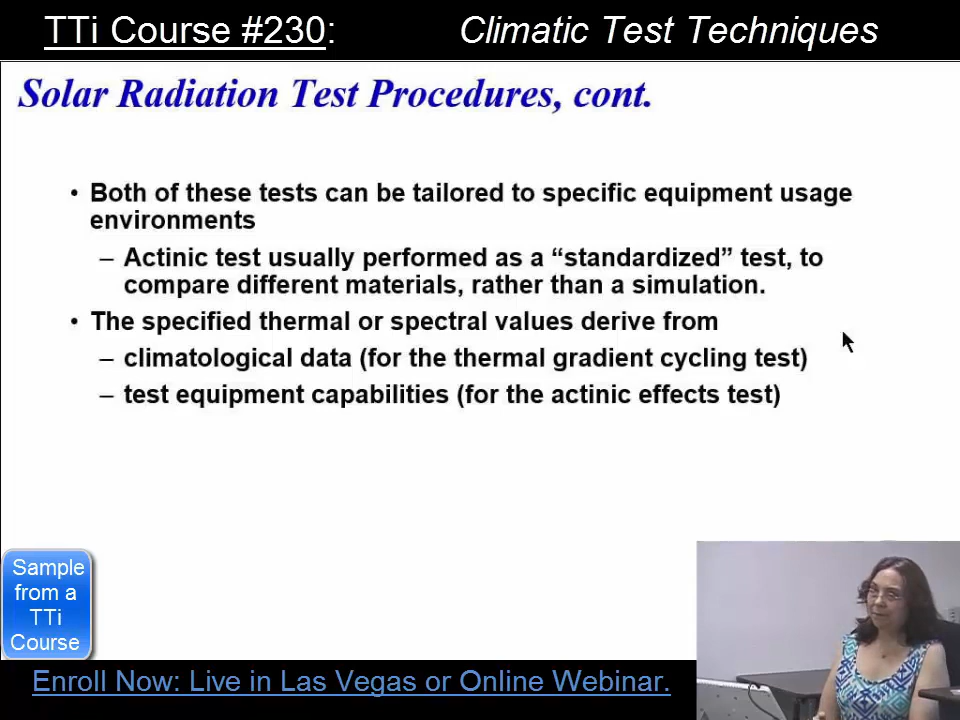 TTi Course #230: Climatic Test Techniques
Solar Radiation Test Procedures, cont.
• Both of these tests can be tailored to specific equipment usage
environments
– Actinic test usually performed as a “standardized” test, to
compare different materials, rather than a simulation.
• The specified thermal or spectral values derive from
– climatological data (for the thermal gradient cycling test)
– test equipment capabilities (for the actinic effects test)
Sample
from a
TTi
Course
Enroll Now: Live in Las Vegas or Online Webinar.